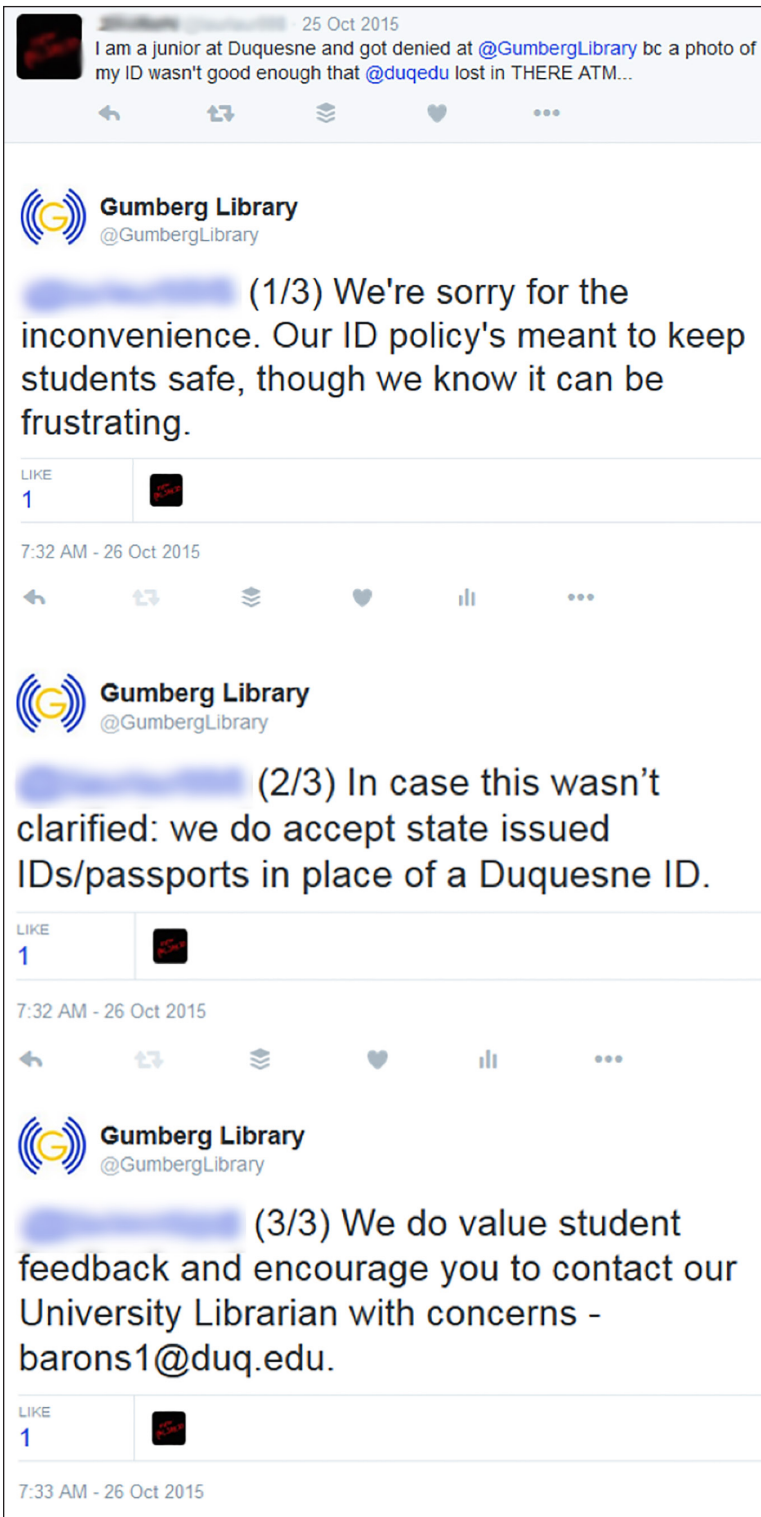 25 Oct 2015
I am a junior at Duquesne and got denied at @GumbergLibrary bc a photo of
my ID wasn't good enough that @duqedu lost in THERE ATM...
G
Gumberg Library
@GumbergLibrary
(1/3) We're sorry for the
inconvenience. Our ID policy's meant to keep
students safe, though we know it can be
frustrating.
LIKE
1
7:32 AM - 26 Oct 2015
G
Gumberg Library
@GumbergLibrary
(2/3) In case this wasn’t
clarified: we do accept state issued
IDs/passports in place of a Duquesne ID.
LIKE
1
7:32 AM - 26 Oct 2015
G
Gumberg Library
@GumbergLibrary
(3/3) We do value student
feedback and encourage you to contact our
University Librarian with concerns -
barons1@duq.edu.
LIKE
1
7:33 AM - 26 Oct 2015